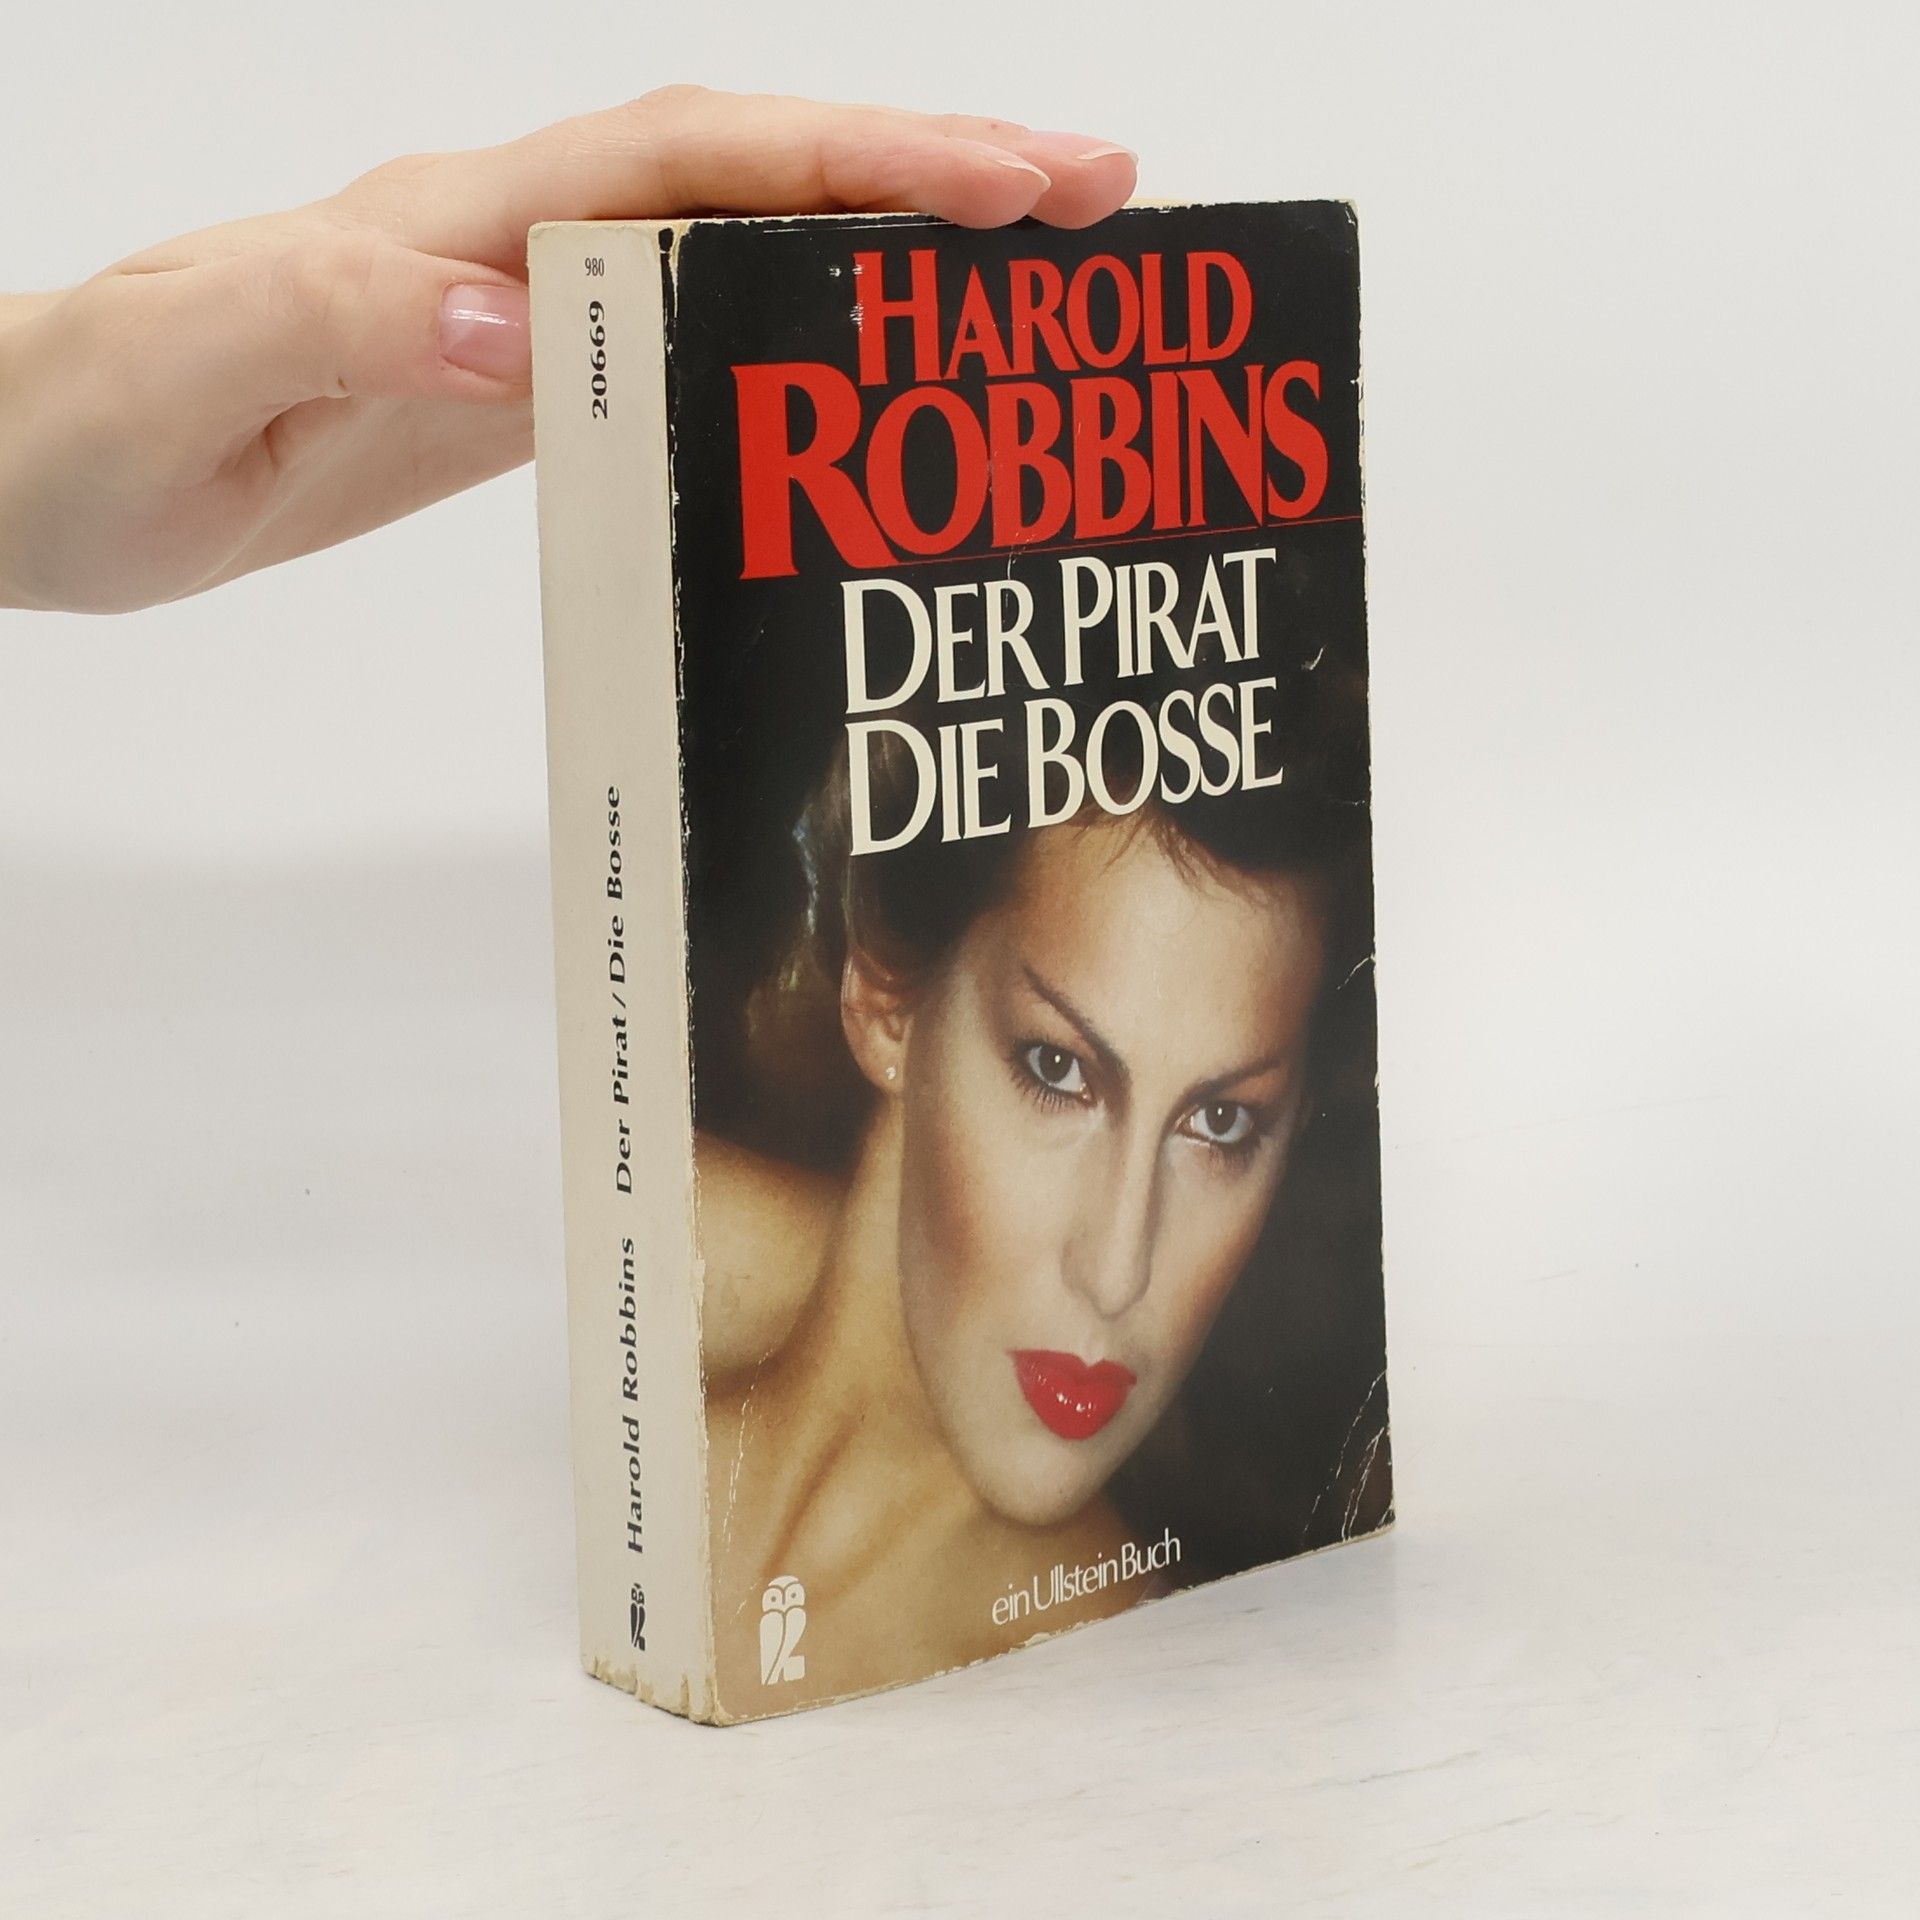 980
20669
Harold Robbins Der Pirat / Die Bosse
HAROLD
ROBBINS
DER PIRAT
DIE BOSSE
ein Ullstein Buch